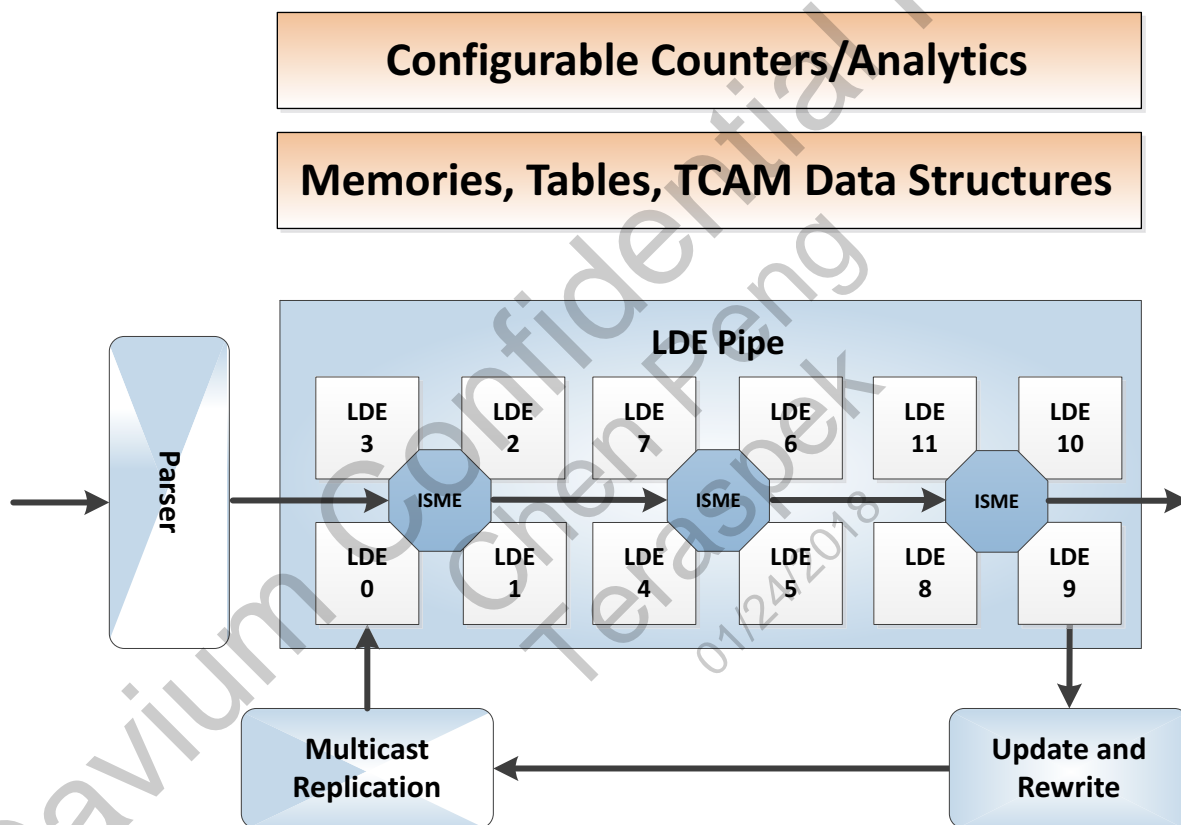 Configurable Counters/Analytics
Memories, Tables, TCAM Data Structures
LDE Pipe
Parser
LDE
3
LDE
2
LDE
7
LDE
6
LDE
11
LDE
10
ISME
ISME
ISME
LDE
0
LDE
1
LDE
4
LDE
5
LDE
8
LDE
9
Multicast
Replication
Update and
Rewrite
Confidential
Chen Peng
Teraspek
01/24/2018